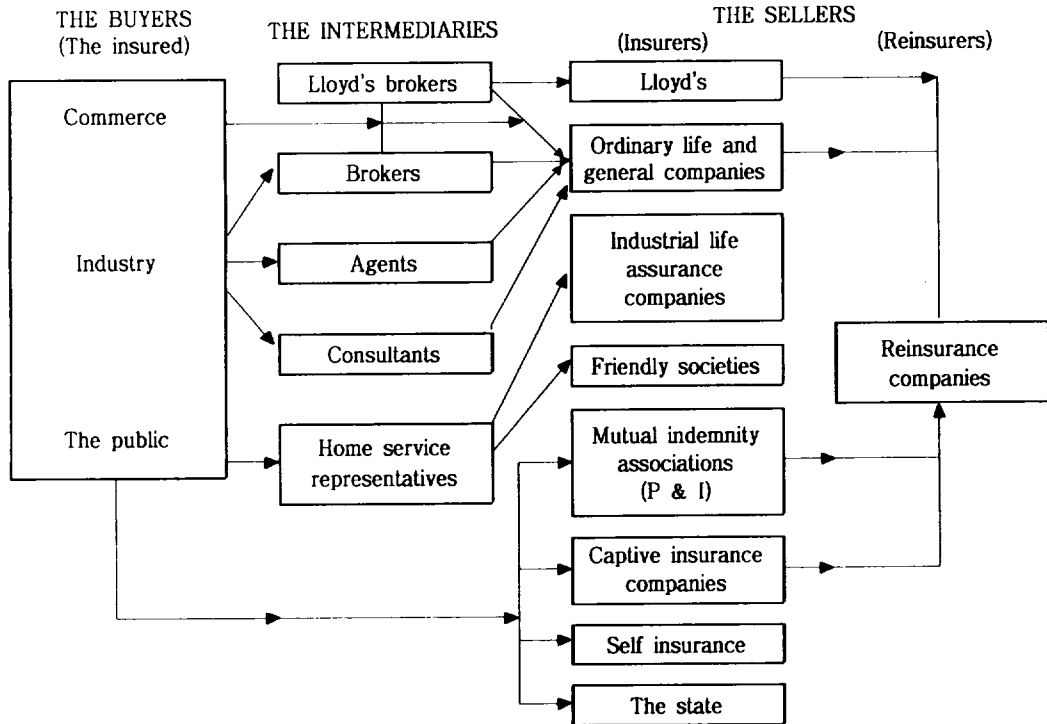 THE BUYERS
(The insured)
THE INTERMEDIARIES
THE SELLERS
(Insurers)
(Reinsurers)
Commerce
Industry
The public
Lloyd's brokers
Brokers
Agents
Consultants
Home service
representatives
Lloyd's
Ordinary life and
general companies
Industrial life
assurance
companies
Friendly societies
Mutual indemnity
associations
(P & I)
Captive insurance
companies
Self insurance
The state
Reinsurance
companies